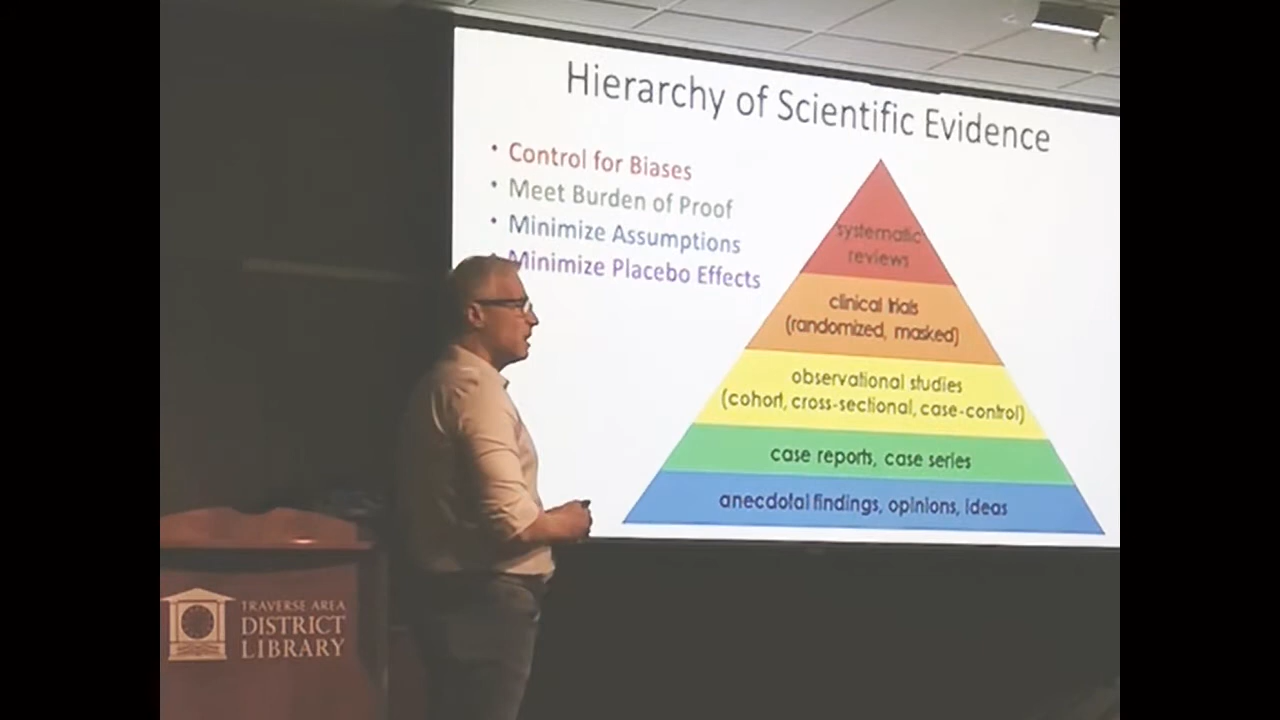 Hierarchy of Scientific Evidence
• Control for Biases
• Meet Burden of Proof
• Minimize Assumptions
• Minimize Placebo Effects
systematic
reviews
clinical trials
(randomized, masked)
observational studies
(cohort, cross-sectional, case-control)
case reports, case series
anecdotal findings, opinions, ideas
TRAVERSE AREA
DISTRICT
LIBRARY